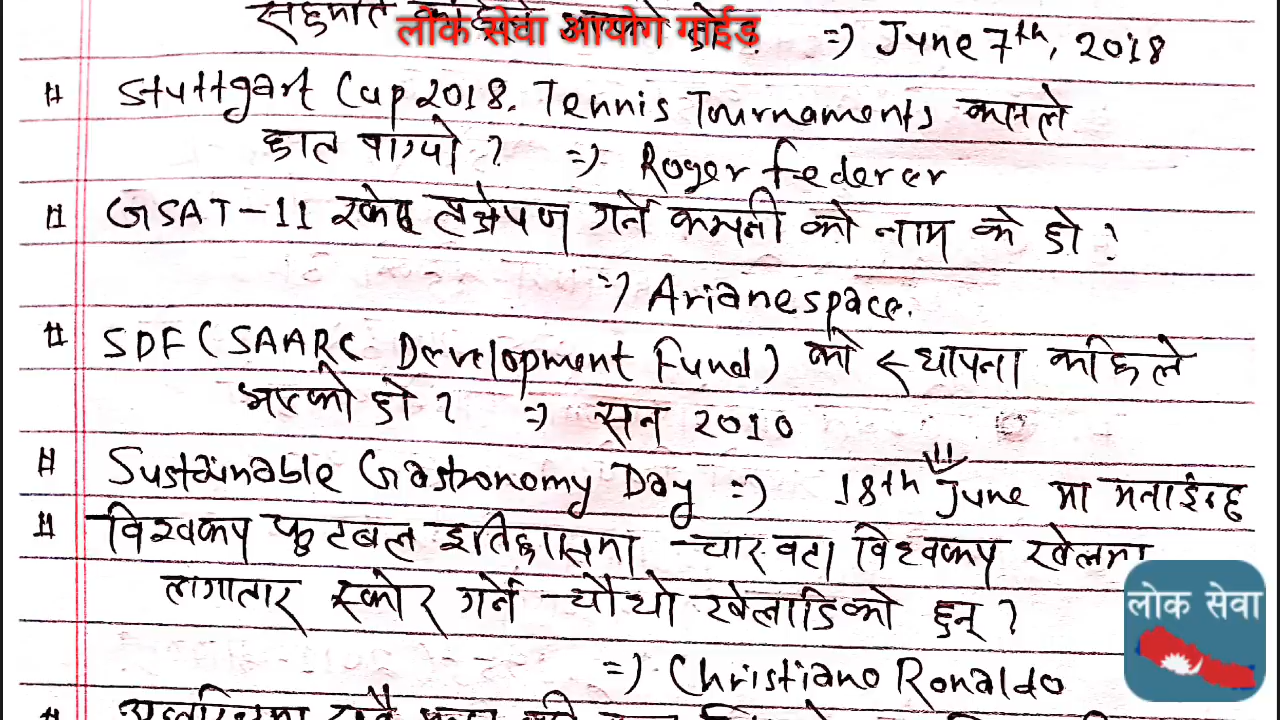 सहमति => June 7th, 2018
लोक सेवा आयोग गाईड
# Stuttgart Cup 2018. Tennis Tournaments कसले
हात पार्‍यो ? => Roger Federer
# GSAT-11 रकेट प्रक्षेपण गर्ने कम्पनी को नाम के हो ?
=> Arianespace.
# SDF (SAARC Development Fund) को स्थापना कहिले
भएको हो ? => सन 2010
# Sustainable Gastronomy Day => 18th June मा मनाईन्छ
# विश्वकप फुटबल इतिहासमा चार वटा विश्वकप खेलमा
लगातार स्कोर गर्ने चौथो खेलाडिको हुन् ?
=> Christiano Ronaldo
लोक सेवा
#